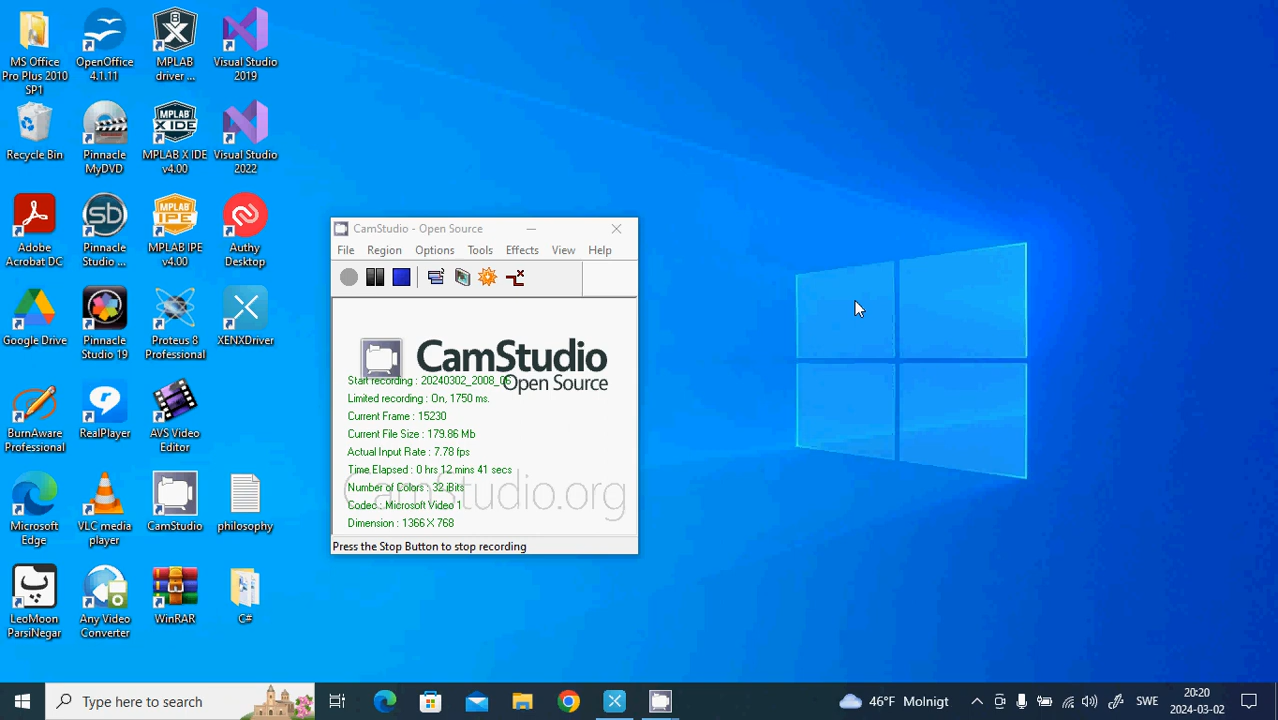 MS Office
Pro Plus 2010
SP1
OpenOffice
4.1.11
MPLAB
driver ...
Visual Studio
2019
Recycle Bin
Pinnacle
MyDVD
MPLAB
X IDE
MPLAB X IDE
v4.00
Visual Studio
2022
Adobe
Acrobat DC
Pinnacle
Studio ...
MPLAB
IPE
MPLAB IPE
v4.00
Authy
Desktop
Google Drive
Pinnacle
Studio 19
Proteus 8
Professional
XENXDriver
BurnAware
Professional
RealPlayer
AVS Video
Editor
Microsoft
Edge
VLC media
player
CamStudio
philosophy
پ
LeoMoon
ParsiNegar
Any Video
Converter
WinRAR
C#
CamStudio - Open Source
File Region Options Tools Effects View Help
CamStudio
Open Source
Start recording : 20240302_2008_06
Limited recording : On, 1750 ms.
Current Frame : 15230
Current File Size : 179.86 Mb
Actual Input Rate : 7.78 fps
Time Elapsed : 0 hrs 12 mins 41 secs
Number of Colors : 32 Bits
CamStudio.org
Codec : Microsoft Video 1
Dimension : 1366 X 768
Press the Stop Button to stop recording
Type here to search
46°F Molnigt
SWE
20:20
2024-03-02